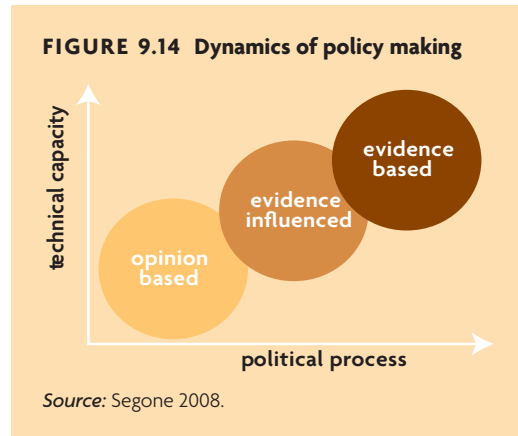 FIGURE 9.14 Dynamics of policy making
technical capacity
evidence
based
evidence
influenced
opinion
based
political process
Source: Segone 2008.